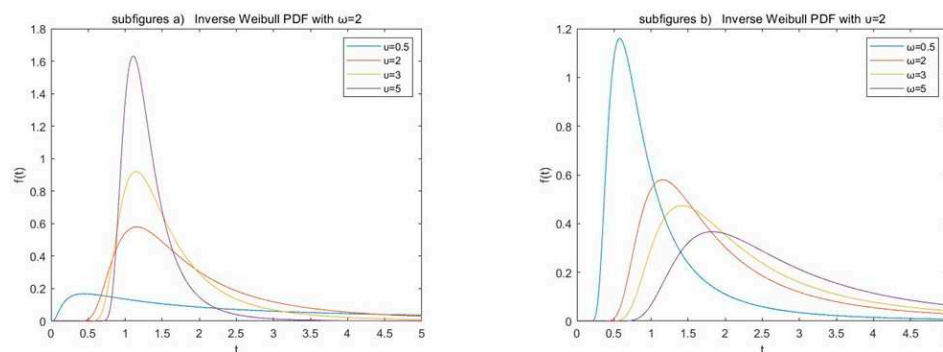 subfigures a) Inverse Weibull PDF with ω=2
1.8
1.6
1.4
1.2
1
0.8
0.6
0.4
0.2
0
f(t)
υ=0.5
υ=2
υ=3
υ=5
0 0.5 1 1.5 2 2.5 3 3.5 4 4.5 5
t
subfigures b) Inverse Weibull PDF with υ=2
1.2
1
0.8
0.6
0.4
0.2
0
f(t)
ω=0.5
ω=2
ω=3
ω=5
0 0.5 1 1.5 2 2.5 3 3.5 4 4.5
t